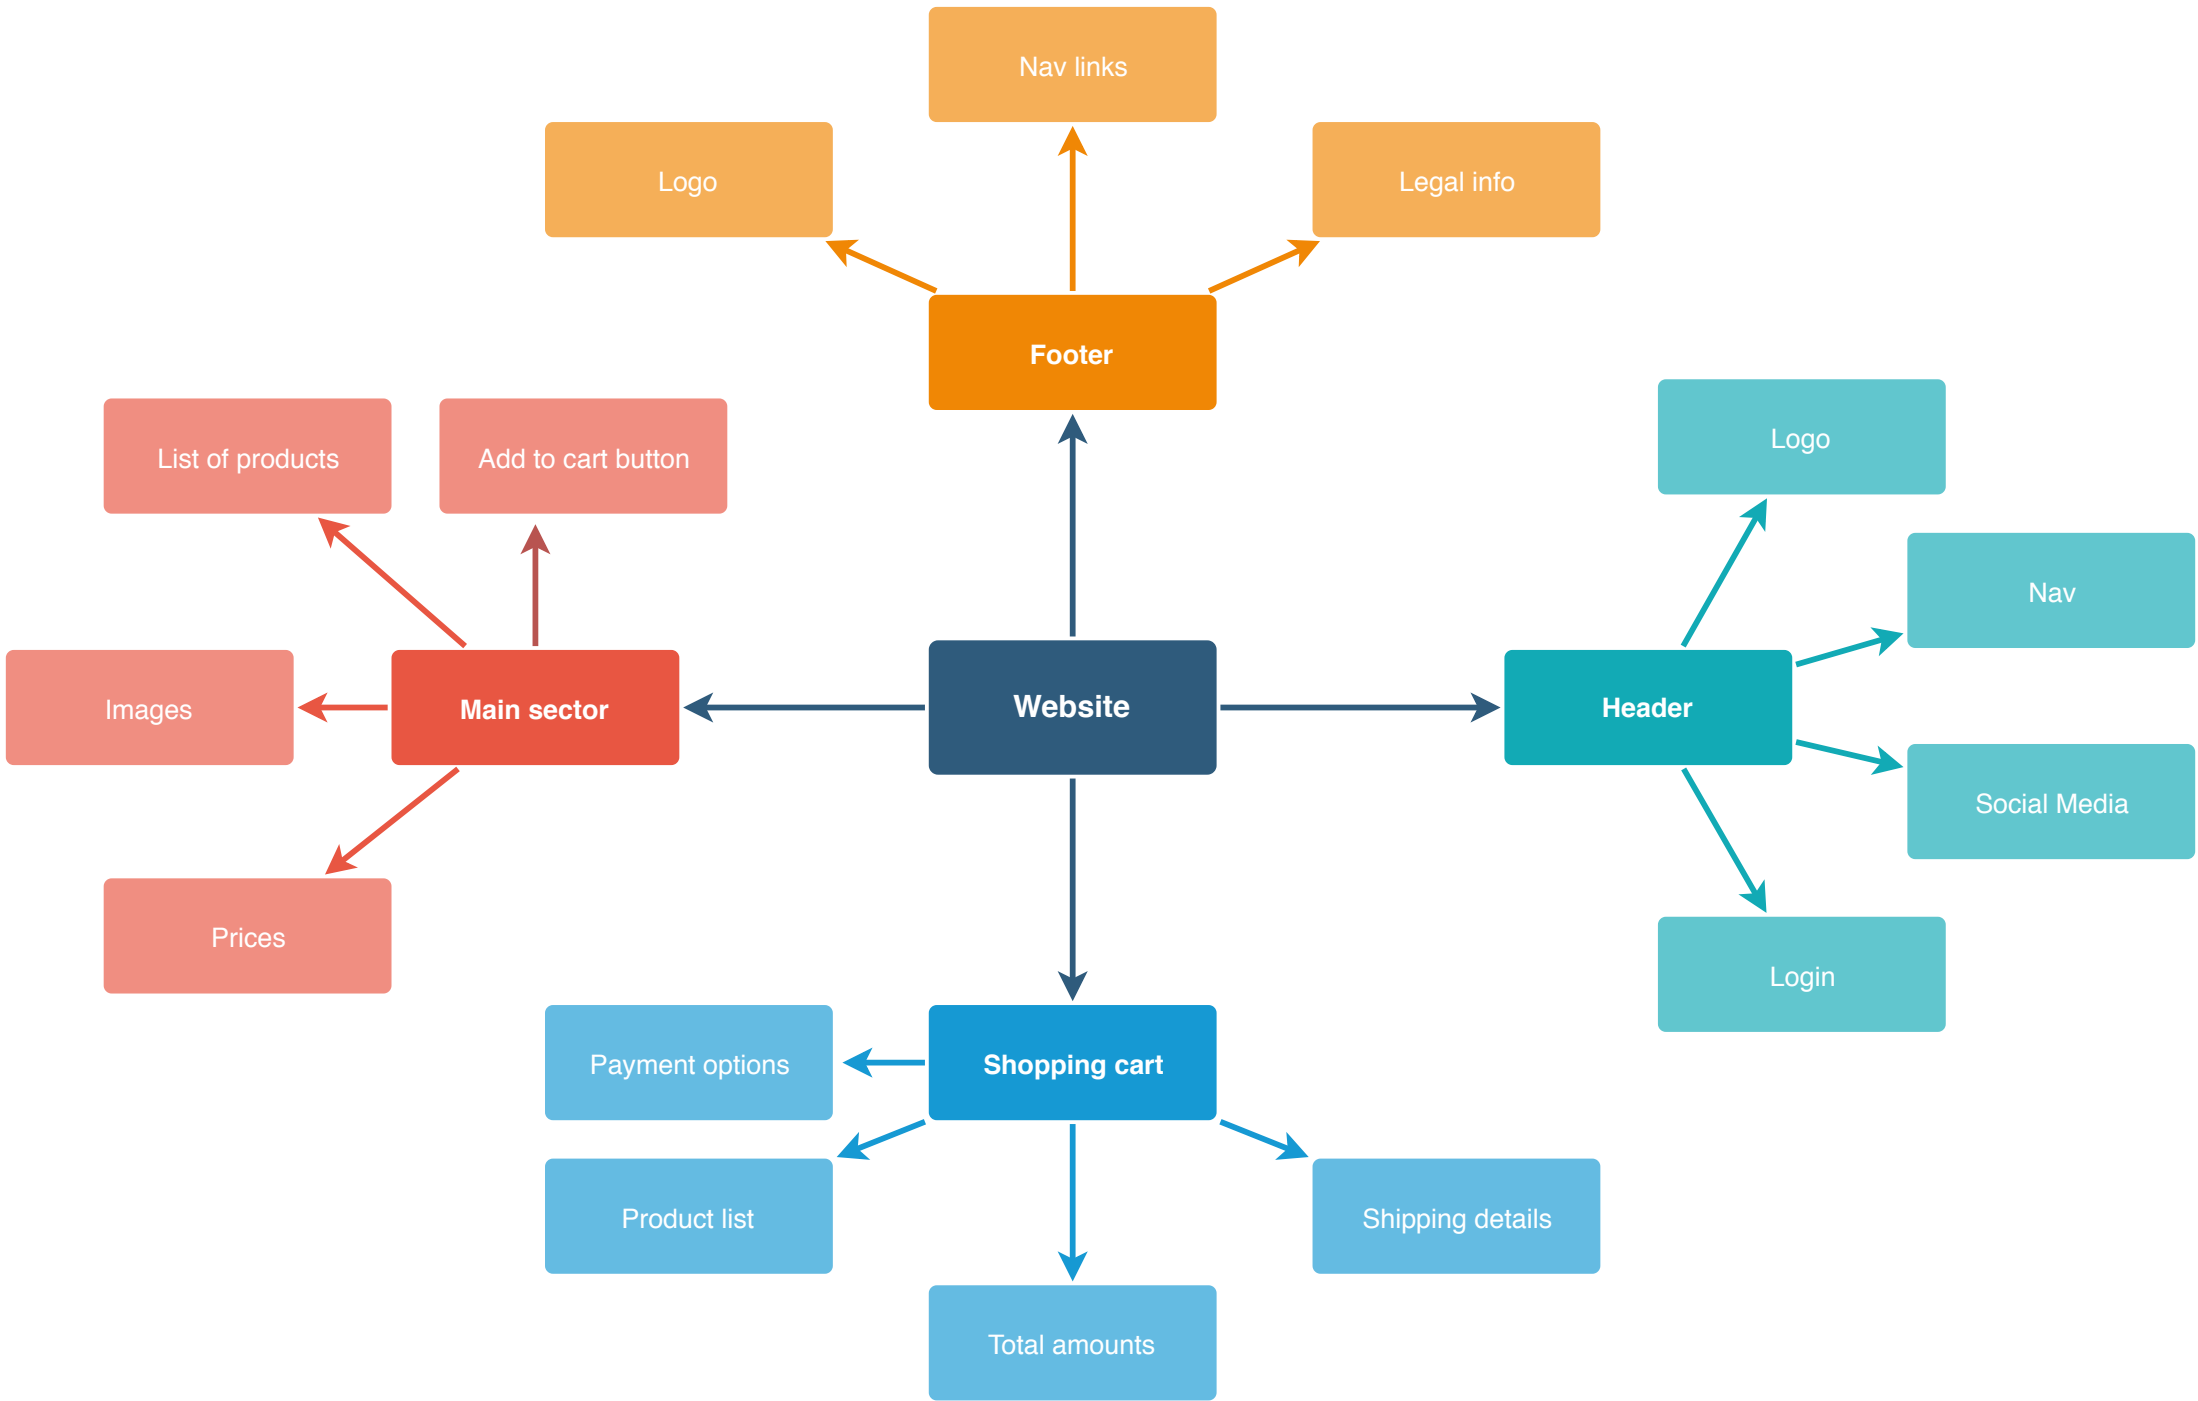 Nav links
Logo
Legal info
Footer
Logo
List of products
Add to cart button
Nav
Images
Main sector
Website
Header
Social Media
Prices
Login
Payment options
Shopping cart
Product list
Shipping details
Total amounts